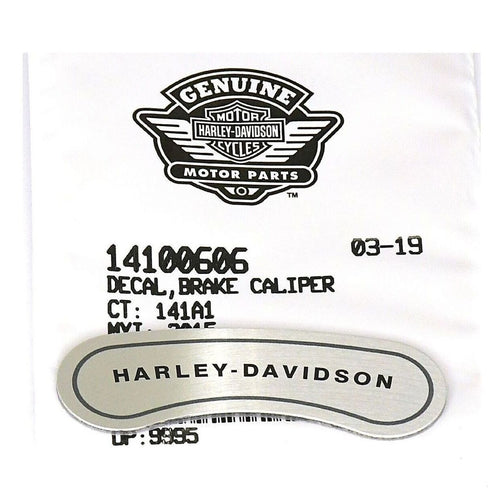 GENUINE
MOTOR
HARLEY-DAVIDSON
CYCLES
MOTOR PARTS
TM
14100606
03-19
DECAL,BRAKE CALIPER
CT: 141A1
HARLEY-DAVIDSON
UP:9995